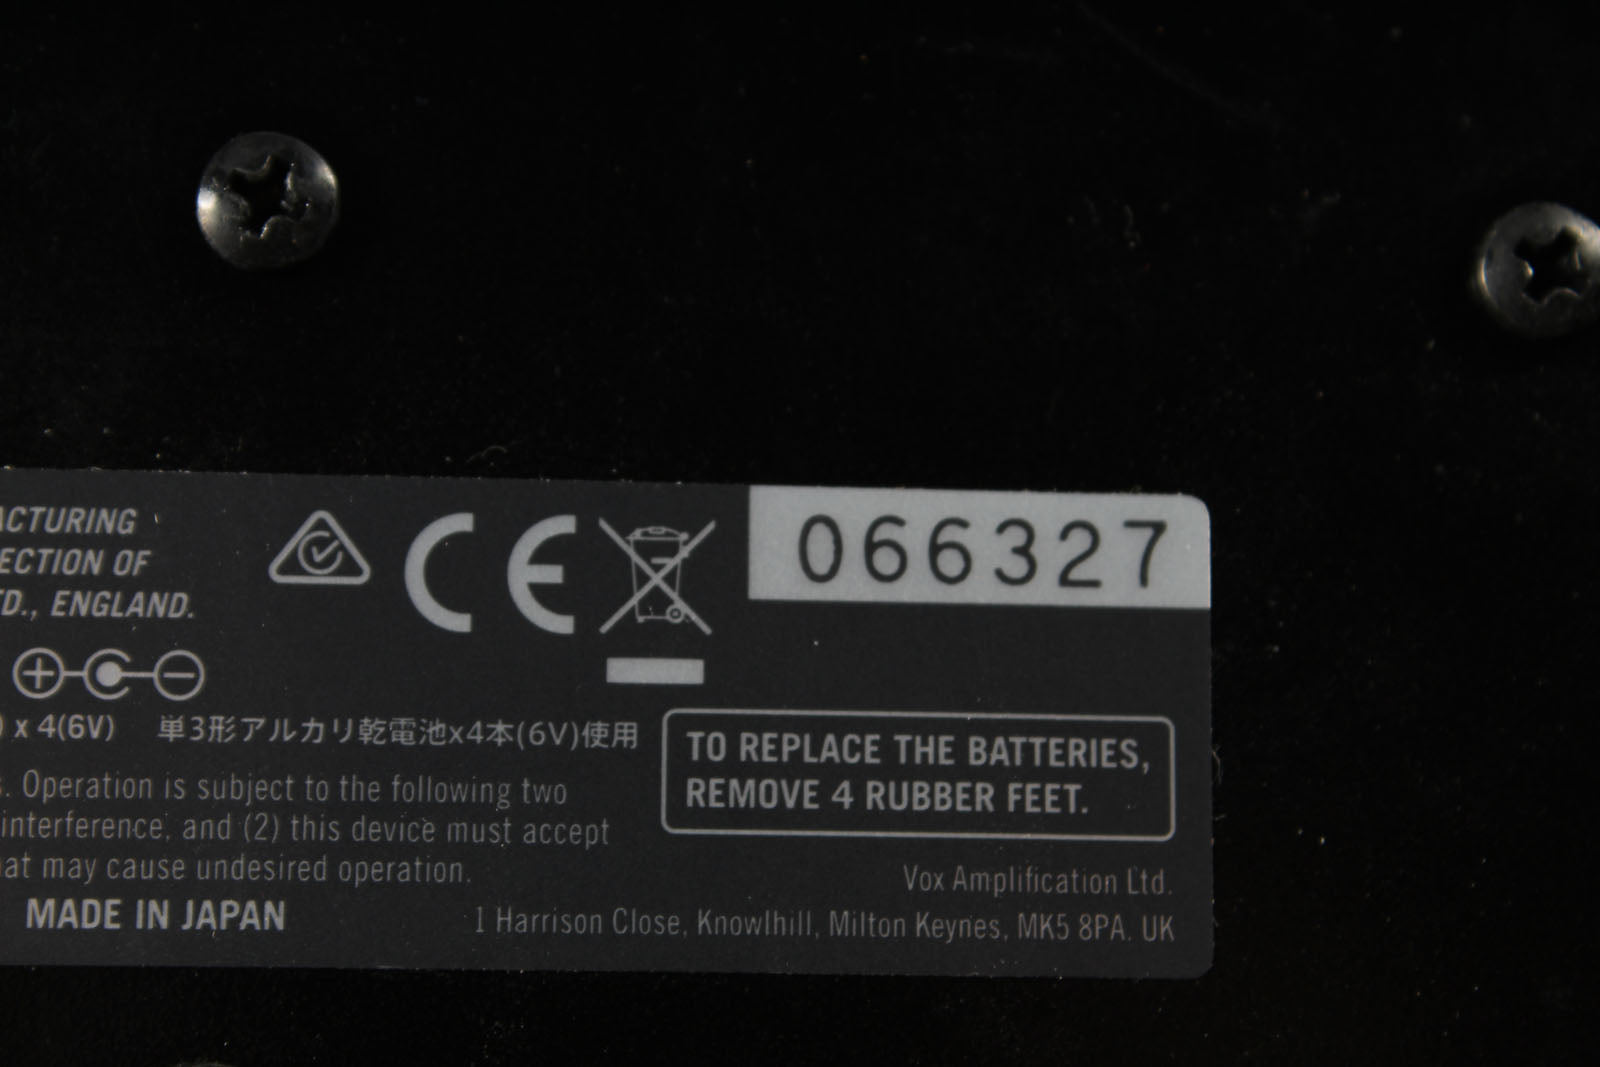 ACTURING
ECTION OF
TD., ENGLAND.
CE
066327
) x 4(6V) 単3形アルカリ乾電池x4本(6V)使用
s. Operation is subject to the following two
interference, and (2) this device must accept
hat may cause undesired operation.
MADE IN JAPAN
TO REPLACE THE BATTERIES,
REMOVE 4 RUBBER FEET.
Vox Amplification Ltd.
1 Harrison Close, Knowlhill, Milton Keynes, MK5 8PA. UK